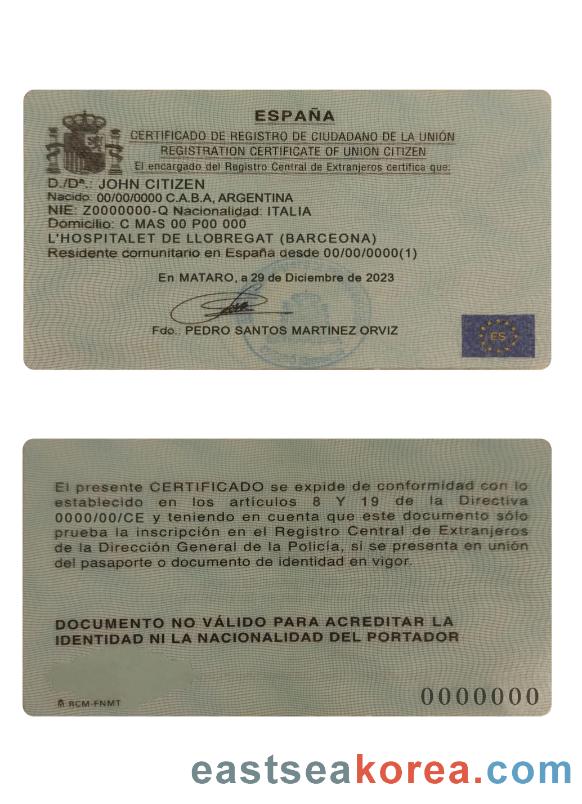 ESPAÑA
CERTIFICADO DE REGISTRO DE CIUDADANO DE LA UNIÓN
REGISTRATION CERTIFICATE OF UNION CITIZEN
El encargado del Registro Central de Extranjeros certifica que:
D./Dª.: JOHN CITIZEN
Nacido: 00/00/0000 C.A.B.A, ARGENTINA
NIE: Z0000000-Q Nacionalidad: ITALIA
Domicilio: C MAS 00 P00 000
L'HOSPITALET DE LLOBREGAT (BARCEONA)
Residente comunitario en España desde 00/00/0000(1)
En MATARO, a 29 de Diciembre de 2023
Fdo.: PEDRO SANTOS MARTINEZ ORVIZ
ES
El presente CERTIFICADO se expide de conformidad con lo
establecido en los artículos 8 Y 19 de la Directiva
0000/00/CE y teniendo en cuenta que este documento sólo
prueba la inscripción en el Registro Central de Extranjeros
de la Dirección General de la Policía, si se presenta en unión
del pasaporte o documento de identidad en vigor.
DOCUMENTO NO VÁLIDO PARA ACREDITAR LA
IDENTIDAD NI LA NACIONALIDAD DEL PORTADOR
RCM-FNMT
0000000
eastseakorea.com